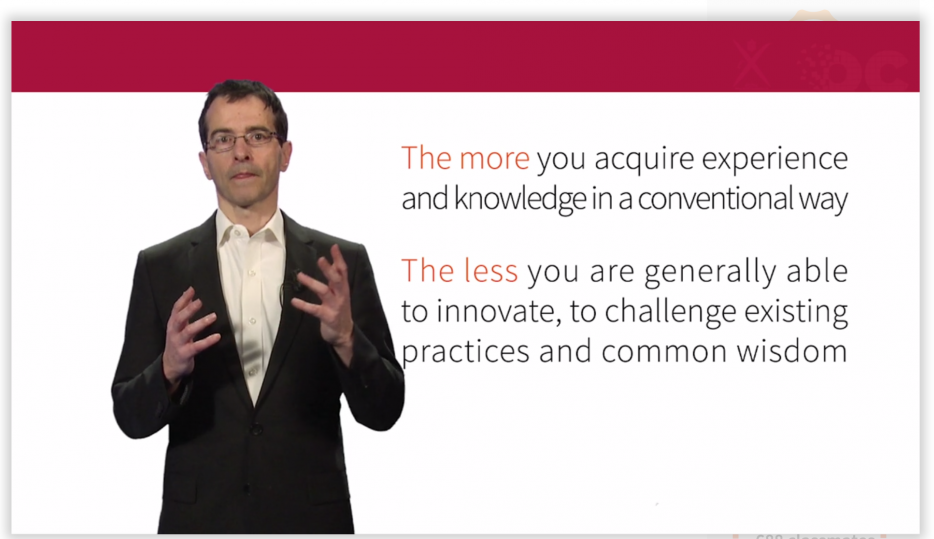 The more you acquire experience
and knowledge in a conventional way
The less you are generally able
to innovate, to challenge existing
practices and common wisdom